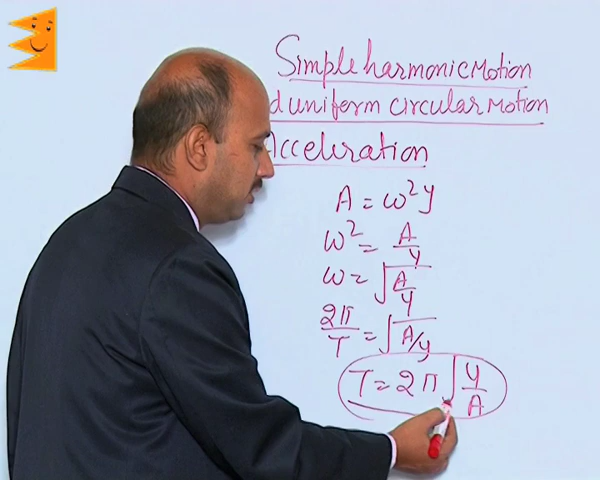 Simple harmonic Motion
d uniform circular Motion
Acceleration
A = ω²y
ω² = A/y
ω = √A/y
2π/T = √A/y
T = 2π√y/A